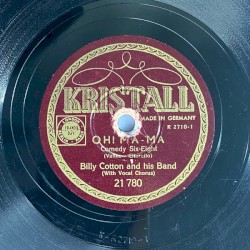 KRISTALL
MADE IN GERMANY
K 2710-1
OH! MA-MA
Comedy Six-Eight
Billy Cotton and his Band
(With Vocal Chorus)
21 780